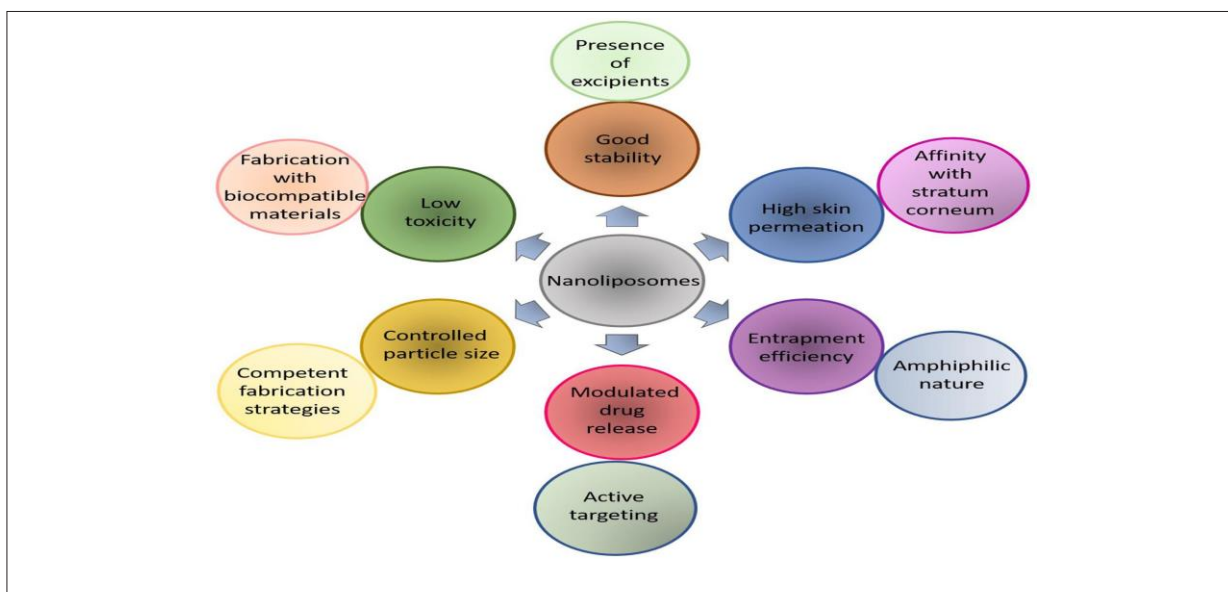 Presence
of
excipients
Good
stability
Fabrication
with
biocompatible
materials
Low
toxicity
High skin
permeation
Affinity
with
stratum
corneum
Nanoliposomes
Controlled
particle size
Competent
fabrication
strategies
Entrapment
efficiency
Amphiphilic
nature
Modulated
drug
release
Active
targeting